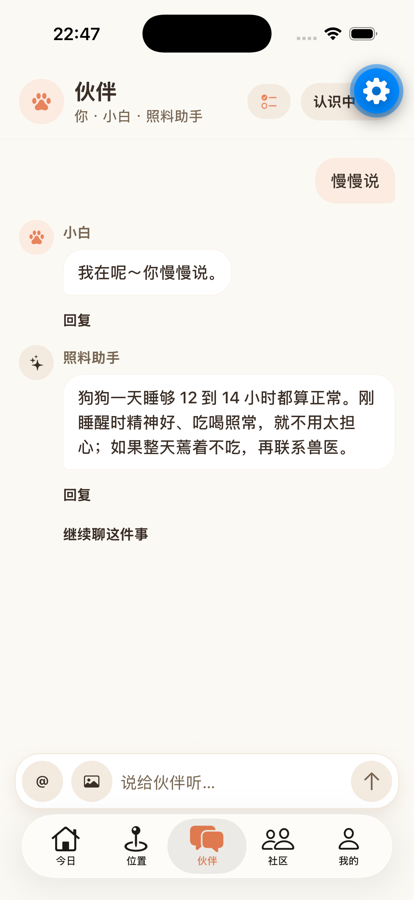 22:47
伙伴
你 · 小白 · 照料助手
认识中
慢慢说
小白
我在呢～你慢慢说。
回复
照料助手
狗狗一天睡够 12 到 14 小时都算正常。刚
睡醒时精神好、吃喝照常，就不用太担
心；如果整天蔫着不吃，再联系兽医。
回复
继续聊这件事
@
说给伙伴听...
今日
位置
伙伴
社区
我的